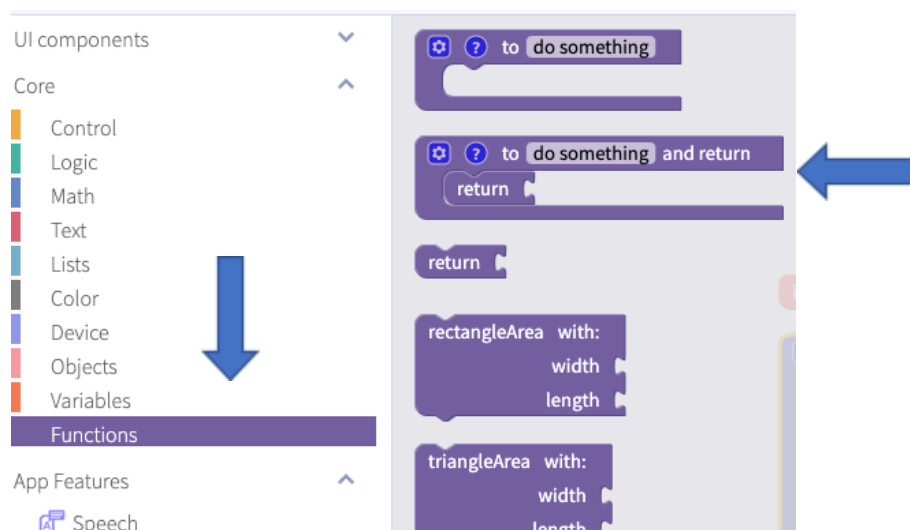 UI components
Core
Control
Logic
Math
Text
Lists
Color
Device
Objects
Variables
Functions
App Features
Speech
? to do something
? to do something and return
return
return
rectangleArea with:
width
length
triangleArea with:
width
length